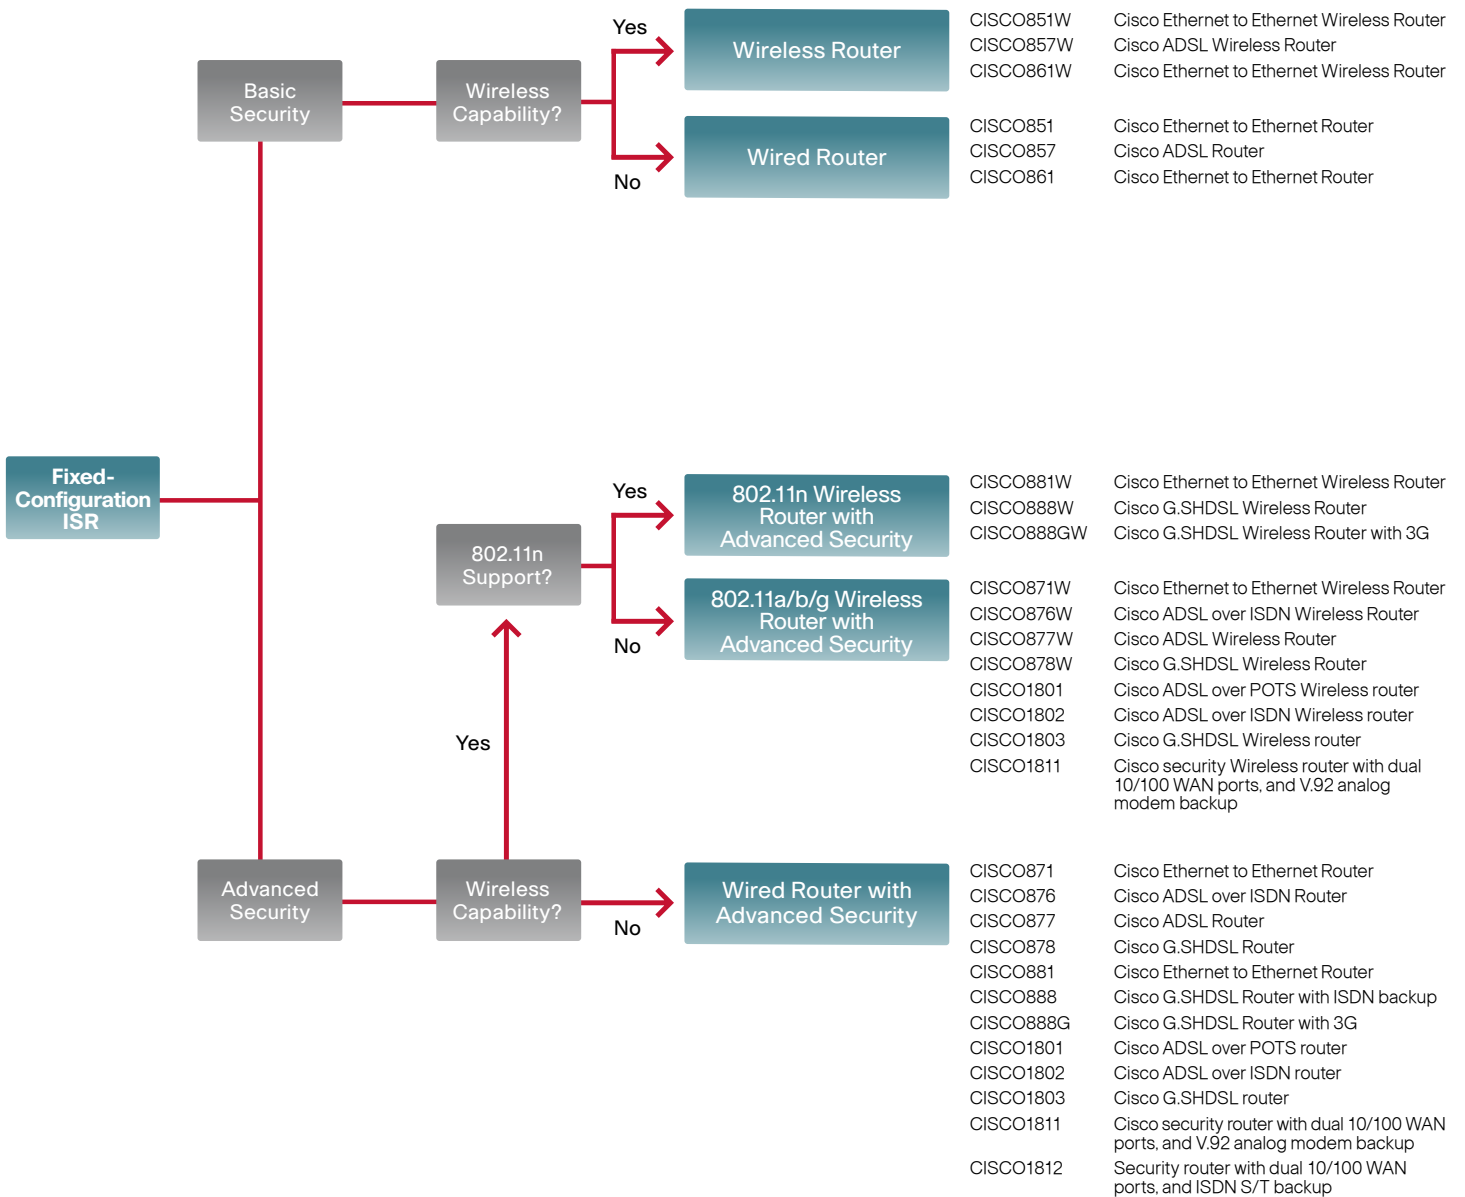 Yes
Wireless Router
CISCO851W Cisco Ethernet to Ethernet Wireless Router
CISCO857W Cisco ADSL Wireless Router
CISCO861W Cisco Ethernet to Ethernet Wireless Router
Basic
Security
Wireless
Capability?
Wired Router
No
CISCO851 Cisco Ethernet to Ethernet Router
CISCO857 Cisco ADSL Router
CISCO861 Cisco Ethernet to Ethernet Router
Fixed-
Configuration
ISR
802.11n
Support?
Yes
802.11n Wireless
Router with
Advanced Security
CISCO881W Cisco Ethernet to Ethernet Wireless Router
CISCO888W Cisco G.SHDSL Wireless Router
CISCO888GW Cisco G.SHDSL Wireless Router with 3G
No
802.11a/b/g Wireless
Router with
Advanced Security
CISCO871W Cisco Ethernet to Ethernet Wireless Router
CISCO876W Cisco ADSL over ISDN Wireless Router
CISCO877W Cisco ADSL Wireless Router
CISCO878W Cisco G.SHDSL Wireless Router
CISCO1801 Cisco ADSL over POTS Wireless router
CISCO1802 Cisco ADSL over ISDN Wireless router
CISCO1803 Cisco G.SHDSL Wireless router
CISCO1811 Cisco security Wireless router with dual
10/100 WAN ports, and V.92 analog
modem backup
Yes
Advanced
Security
Wireless
Capability?
No
Wired Router with
Advanced Security
CISCO871 Cisco Ethernet to Ethernet Router
CISCO876 Cisco ADSL over ISDN Router
CISCO877 Cisco ADSL Router
CISCO878 Cisco G.SHDSL Router
CISCO881 Cisco Ethernet to Ethernet Router
CISCO888 Cisco G.SHDSL Router with ISDN backup
CISCO888G Cisco G.SHDSL Router with 3G
CISCO1801 Cisco ADSL over POTS router
CISCO1802 Cisco ADSL over ISDN router
CISCO1803 Cisco G.SHDSL router
CISCO1811 Cisco security router with dual 10/100 WAN
ports, and V.92 analog modem backup
CISCO1812 Security router with dual 10/100 WAN
ports, and ISDN S/T backup